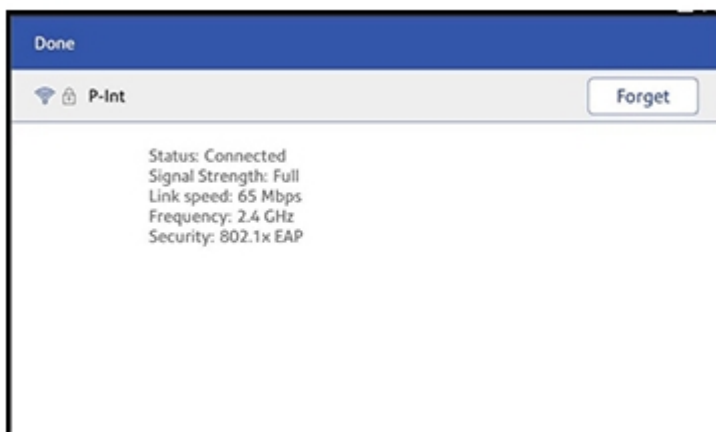 Done
P-Int
Forget
Status: Connected
Signal Strength: Full
Link speed: 65 Mbps
Frequency: 2.4 GHz
Security: 802.1x EAP